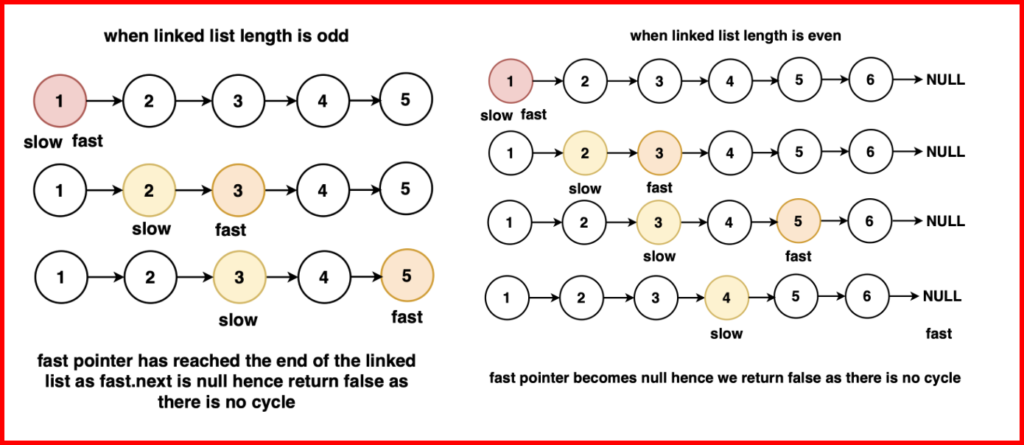 when linked list length is odd
1 2 3 4 5
slow fast
1 2 3 4 5
slow fast
1 2 3 4 5
slow fast
fast pointer has reached the end of the linked
list as fast.next is null hence return false as
there is no cycle
when linked list length is even
1 2 3 4 5 6 NULL
slow fast
1 2 3 4 5 6 NULL
slow fast
1 2 3 4 5 6 NULL
slow fast
1 2 3 4 5 6 NULL
slow fast
fast pointer becomes null hence we return false as there is no cycle